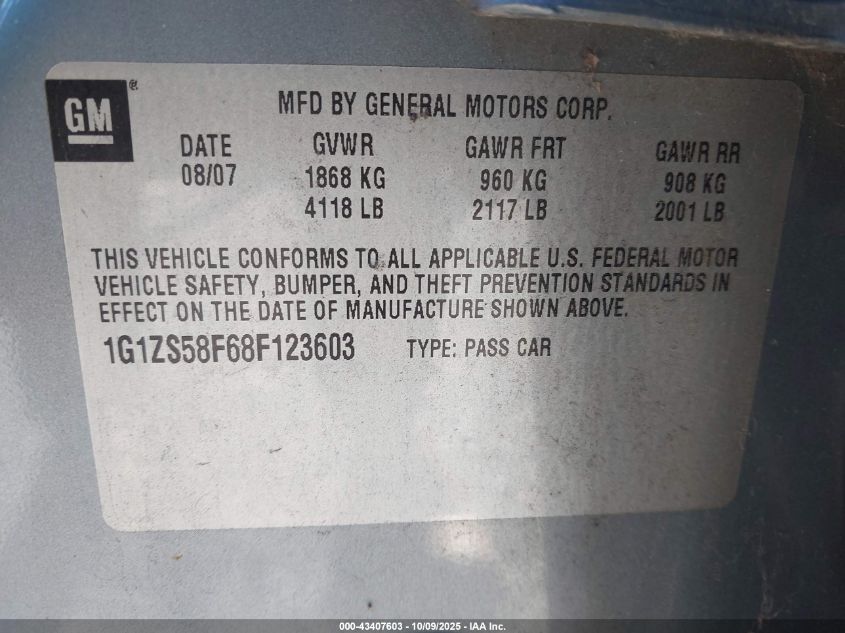 GM®
MFD BY GENERAL MOTORS CORP.
DATE GVWR GAWR FRT GAWR RR
08/07 1868 KG 960 KG 908 KG
4118 LB 2117 LB 2001 LB
THIS VEHICLE CONFORMS TO ALL APPLICABLE U.S. FEDERAL MOTOR
VEHICLE SAFETY, BUMPER, AND THEFT PREVENTION STANDARDS IN
EFFECT ON THE DATE OF MANUFACTURE SHOWN ABOVE.
1G1ZS58F68F123603 TYPE: PASS CAR
000-43407603 - 10/09/2025 - IAA Inc.